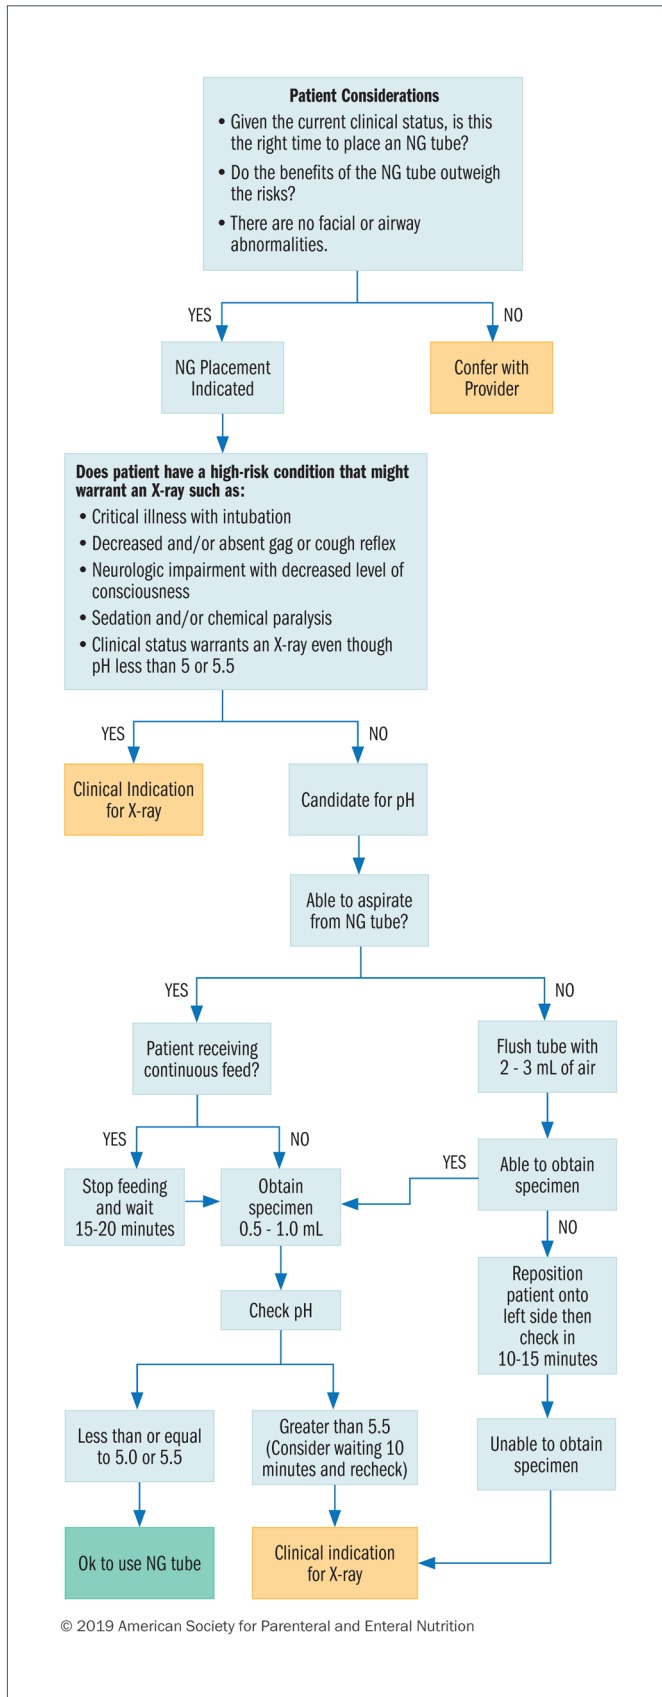 Patient Considerations
• Given the current clinical status, is this
the right time to place an NG tube?
• Do the benefits of the NG tube outweigh
the risks?
• There are no facial or airway
abnormalities.
YES
NO
NG Placement
Indicated
Confer with
Provider
Does patient have a high-risk condition that might
warrant an X-ray such as:
• Critical illness with intubation
• Decreased and/or absent gag or cough reflex
• Neurologic impairment with decreased level of
consciousness
• Sedation and/or chemical paralysis
• Clinical status warrants an X-ray even though
pH less than 5 or 5.5
YES
NO
Clinical Indication
for X-ray
Candidate for pH
Able to aspirate
from NG tube?
YES
NO
Patient receiving
continuous feed?
Flush tube with
2 - 3 mL of air
YES
NO
YES
Able to obtain
specimen
Stop feeding
and wait
15-20 minutes
Obtain
specimen
0.5 - 1.0 mL
NO
Reposition
patient onto
left side then
check in
10-15 minutes
Check pH
Less than or equal
to 5.0 or 5.5
Greater than 5.5
(Consider waiting 10
minutes and recheck)
Unable to obtain
specimen
Ok to use NG tube
Clinical indication
for X-ray
© 2019 American Society for Parenteral and Enteral Nutrition